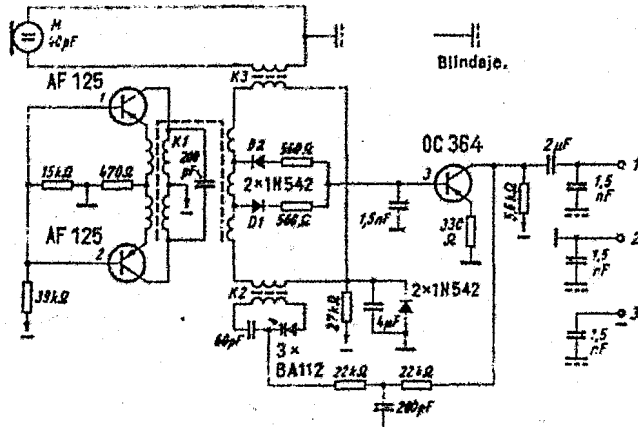 M
40pF
K3
Blindaje.
AF 125
1
K1
200
pF
D2
560Ω
2×1N542
D1
560Ω
OC 364
3
2μF
1
1,5
nF
15kΩ
470Ω
1,5nF
330
Ω
5,6kΩ
2
1,5
nF
AF 125
2
39kΩ
K2
27kΩ
4μF
2×1N542
3
1,5
nF
60pF
3×
BA112
22kΩ
22kΩ
200pF